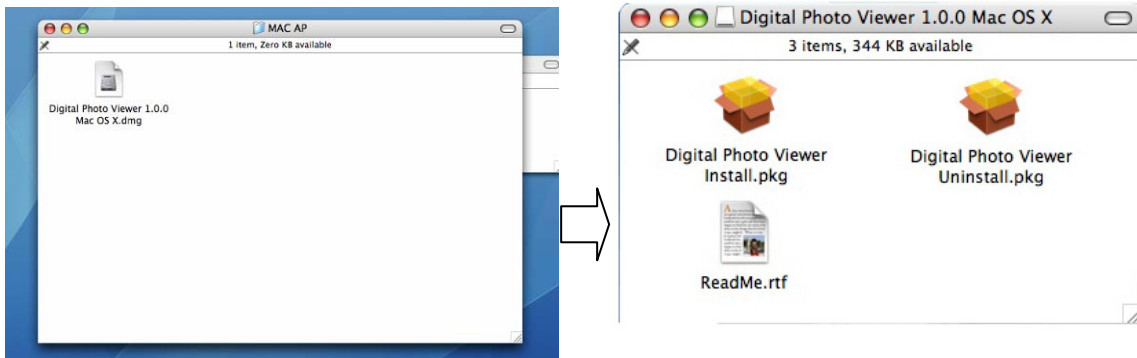 MAC AP
1 item, Zero KB available
Digital Photo Viewer 1.0.0
Mac OS X.dmg
Digital Photo Viewer 1.0.0 Mac OS X
3 items, 344 KB available
Digital Photo Viewer
Install.pkg
Digital Photo Viewer
Uninstall.pkg
ReadMe.rtf